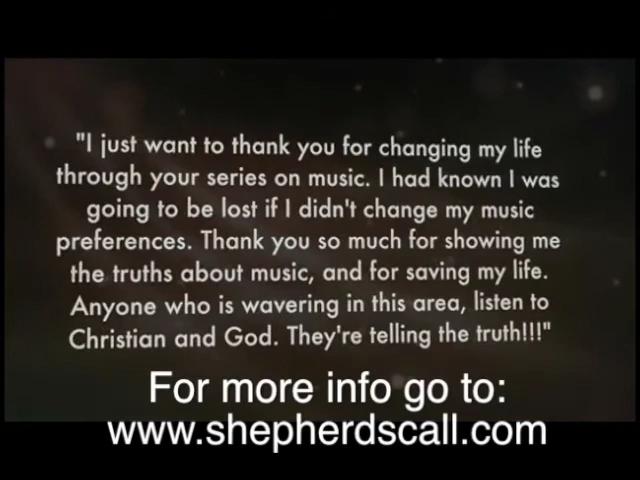 "I just want to thank you for changing my life
through your series on music. I had known I was
going to be lost if I didn't change my music
preferences. Thank you so much for showing me
the truths about music, and for saving my life.
Anyone who is wavering in this area, listen to
Christian and God. They're telling the truth!!!"
For more info go to:
www.shepherdscall.com